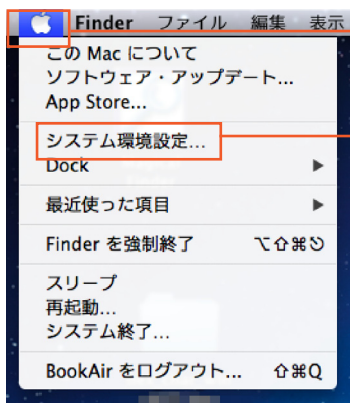 Finder ファイル 編集 表示
この Mac について
ソフトウェア・アップデート...
App Store...
システム環境設定...
Dock ▶
最近使った項目 ▶
Finder を強制終了 ⌥⇧⌘⎋
スリープ
再起動...
システム終了...
BookAir をログアウト... ⇧⌘Q